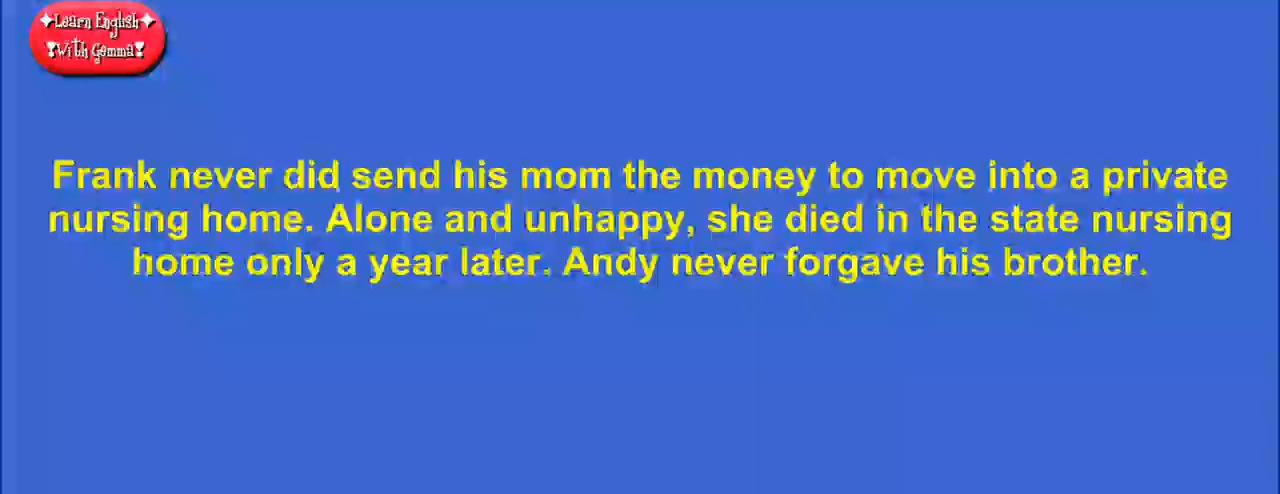 ✦Learn English✦
❣With Gemma❣
Frank never did send his mom the money to move into a private
nursing home. Alone and unhappy, she died in the state nursing
home only a year later. Andy never forgave his brother.